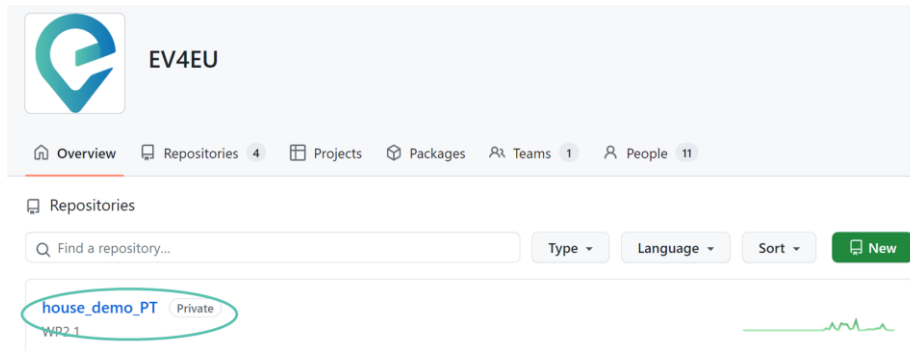 EV4EU
Overview Repositories 4 Projects Packages Teams 1 People 11
Repositories
Find a repository... Type Language Sort New
house_demo_PT Private
WP2.1